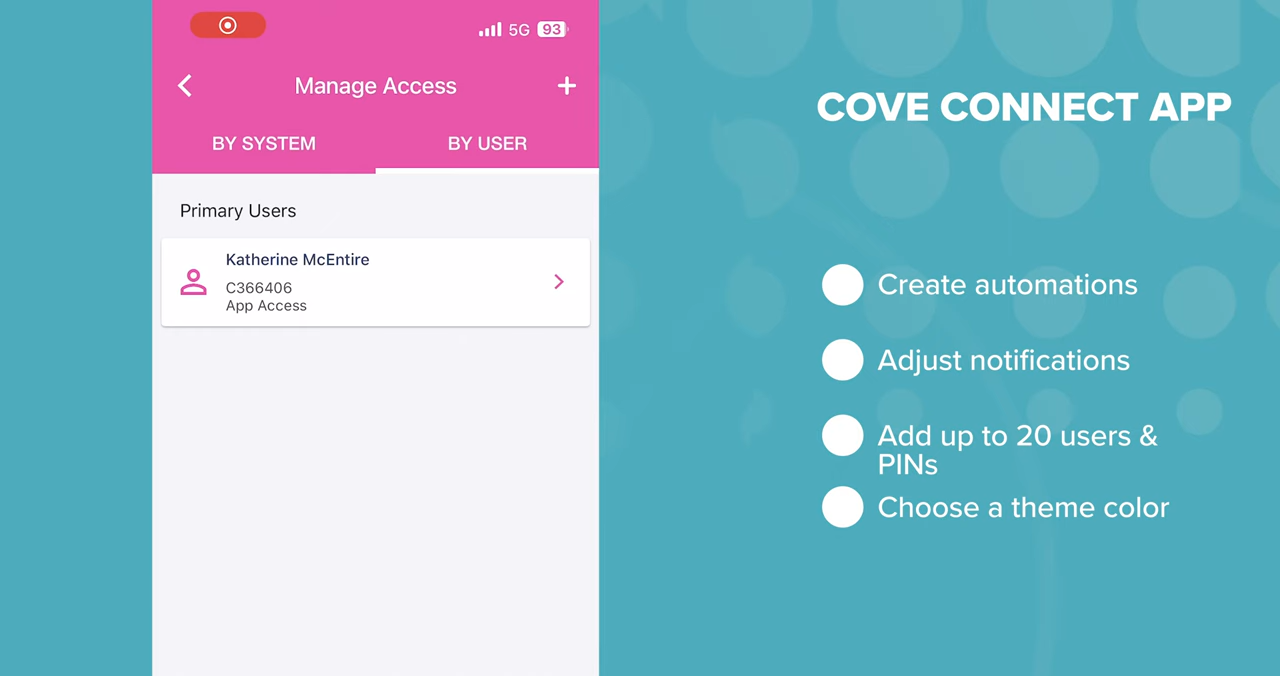 5G 93
Manage Access
BY SYSTEM BY USER
Primary Users
Katherine McEntire
C366406
App Access
COVE CONNECT APP
Create automations
Adjust notifications
Add up to 20 users &
PINs
Choose a theme color